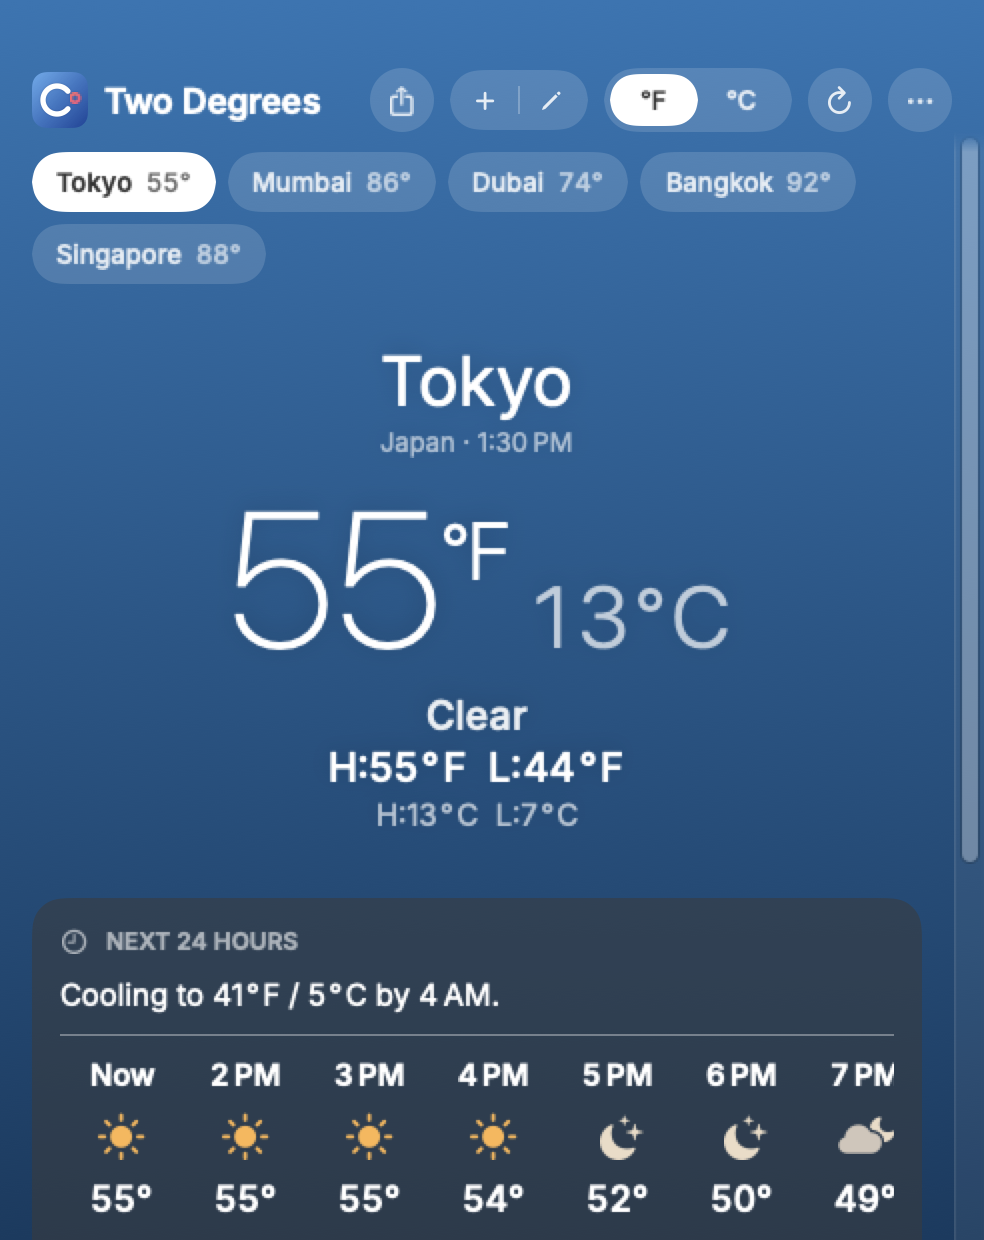 Two Degrees
°F °C
Tokyo 55° Mumbai 86° Dubai 74° Bangkok 92°
Singapore 88°
Tokyo
Japan · 1:30 PM
55°F 13°C
Clear
H:55°F L:44°F
H:13°C L:7°C
NEXT 24 HOURS
Cooling to 41°F / 5°C by 4 AM.
Now 2 PM 3 PM 4 PM 5 PM 6 PM 7 PM
55° 55° 55° 54° 52° 50° 49°